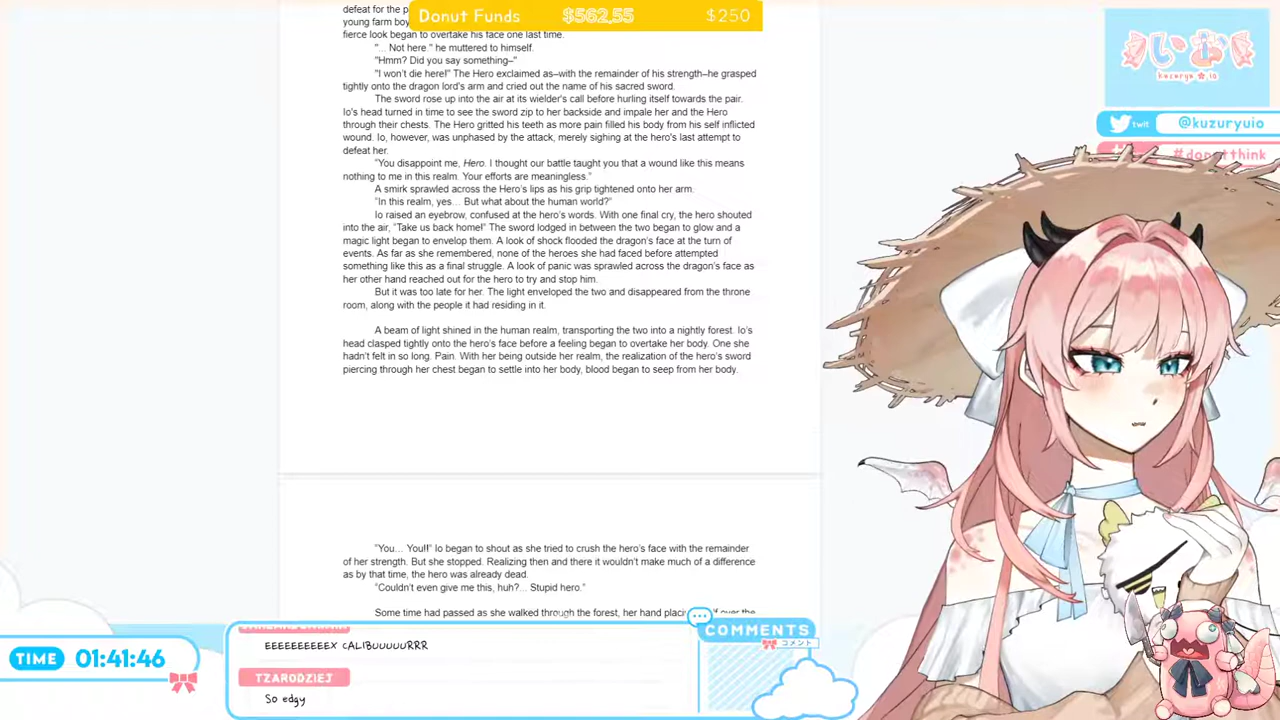 defeat for the p
young farm boy
fierce look began to overtake his face one last time.
"... Not here." he muttered to himself.
"Hmm? Did you say something–"
"I won't die here!" The Hero exclaimed as–with the remainder of his strength–he grasped
tightly onto the dragon lord's arm and cried out the name of his sacred sword.
The sword rose up into the air at its wielder's call before hurling itself towards the pair.
Io's head turned in time to see the sword zip to her backside and impale her and the Hero
through their chests. The Hero gritted his teeth as more pain filled his body from his self inflicted
wound. Io, however, was unphased by the attack, merely sighing at the hero's last attempt to
defeat her.
"You disappoint me, Hero. I thought our battle taught you that a wound like this means
nothing to me in this realm. Your efforts are meaningless."
A smirk sprawled across the Hero's lips as his grip tightened onto her arm.
"In this realm, yes... But what about the human world?"
Io raised an eyebrow, confused at the hero's words. With one final cry, the hero shouted
into the air, "Take us back home!" The sword lodged in between the two began to glow and a
magic light began to envelop them. A look of shock flooded the dragon's face at the turn of
events. As far as she remembered, none of the heroes she had faced before attempted
something like this as a final struggle. A look of panic was sprawled across the dragon's face as
her other hand reached out for the hero to try and stop him.
But it was too late for her. The light enveloped the two and disappeared from the throne
room, along with the people it had residing in it.
A beam of light shined in the human realm, transporting the two into a nightly forest. Io's
head clasped tightly onto the hero's face before a feeling began to overtake her body. One she
hadn't felt in so long. Pain. With her being outside her realm, the realization of the hero's sword
piercing through her chest began to settle into her body, blood began to seep from her body.
"You... You!!" Io began to shout as she tried to crush the hero's face with the remainder
of her strength. But she stopped. Realizing then and there it wouldn't make much of a difference
as by that time, the hero was already dead.
"Couldn't even give me this, huh?... Stupid hero."
Some time had passed as she walked through the forest, her hand placi
Donut Funds $562.55 $250
kuzuryu io
twit @kuzuryuio
#donutthink
TIME 01:41:46
EEEEEEEEEEX CALIBUUUUURRR
TZARODZIEJ
So edgy
COMMENTS
コメント